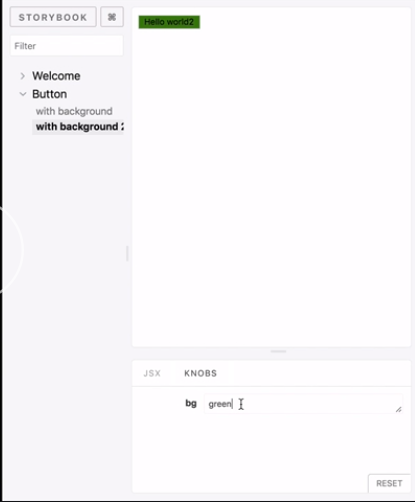 STORYBOOK
⌘
Filter
Welcome
Button
with background
with background 2
Hello world2
JSX
KNOBS
bg
green
RESET